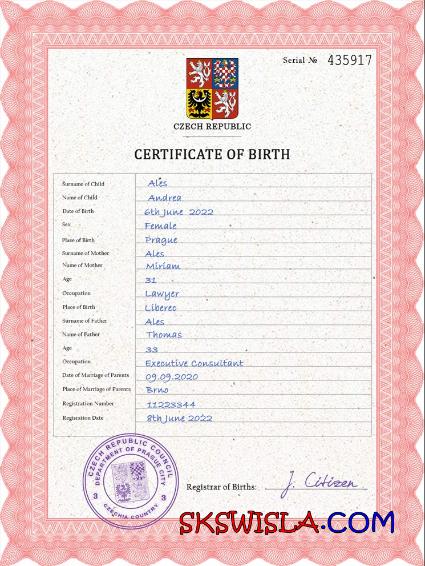 Serial № 435917
CZECH REPUBLIC
CERTIFICATE OF BIRTH
Surname of Child Ales
Name of Child Andrea
Date of Birth 6th June 2022
Sex Female
Place of Birth Prague
Surname of Mother Ales
Name of Mother Miriam
Age 31
Occupation Lawyer
Place of Birth Liberec
Surname of Father Ales
Name of Father Thomas
Age 33
Occupation Executive Consultant
Date of Marriage of Parents 09.09.2020
Place of Marriage of Parents Brno
Registration Number 11223344
Registration Date 8th June 2022
CZECH REPUBLIC COUNCIL
DEPARTMENT OF PRAGUE CITY
3 3
CZECHIA COUNTRY
Registrar of Births: J. Citizen
SKSWISLA.COM